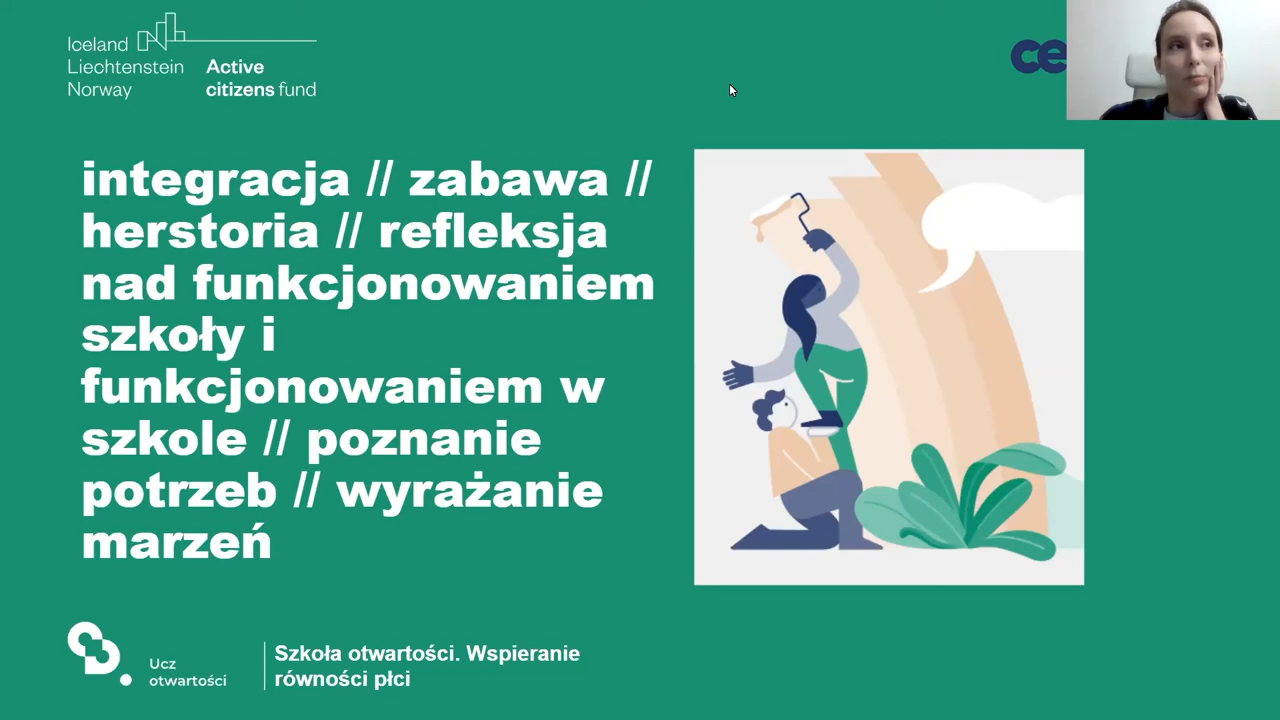 Iceland
Liechtenstein
Norway
Active
citizens fund
ce
integracja // zabawa //
herstoria // refleksja
nad funkcjonowaniem
szkoły i
funkcjonowaniem w
szkole // poznanie
potrzeb // wyrażanie
marzeń
Ucz
otwartości
Szkoła otwartości. Wspieranie
równości płci